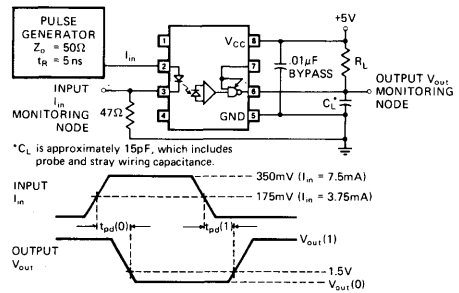 PULSE
GENERATOR
Z₀ = 50Ω
t_R = 5 ns
I_in
INPUT
I_in
MONITORING
NODE
47Ω
1
2
3
4
V_CC
8
7
6
GND
5
.01μF
BYPASS
+5V
R_L
C_L*
OUTPUT V_out
MONITORING
NODE
*C_L is approximately 15pF, which includes
probe and stray wiring capacitance.
INPUT
I_in
350mV (I_in = 7.5mA)
175mV (I_in = 3.75mA)
t_pd(0)
t_pd(1)
OUTPUT
V_out
V_out(1)
1.5V
V_out(0)